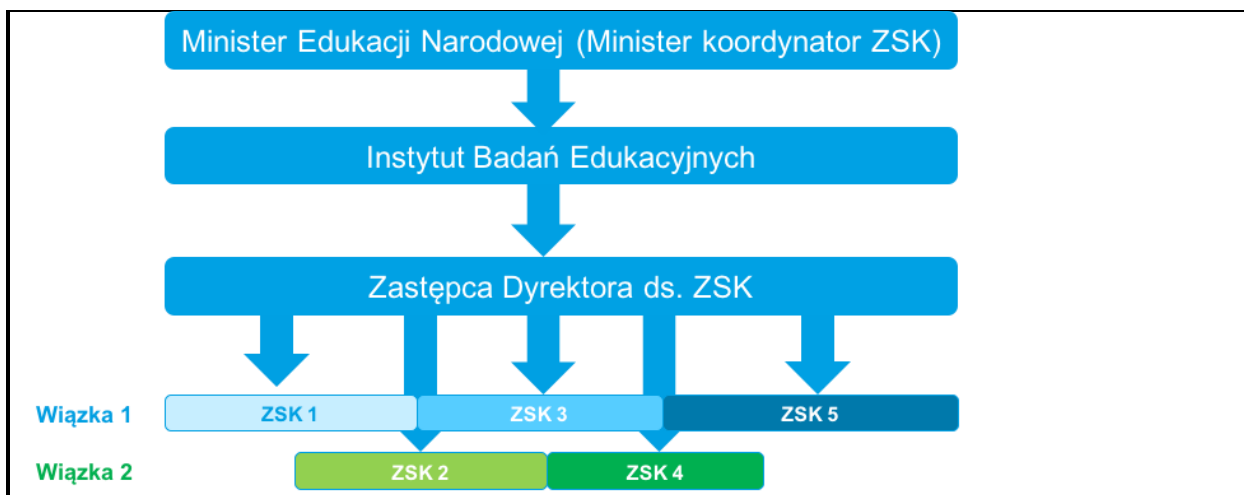 Minister Edukacji Narodowej (Minister koordynator ZSK)
Instytut Badań Edukacyjnych
Zastępca Dyrektora ds. ZSK
Wiązka 1 ZSK 1 ZSK 3 ZSK 5
Wiązka 2 ZSK 2 ZSK 4